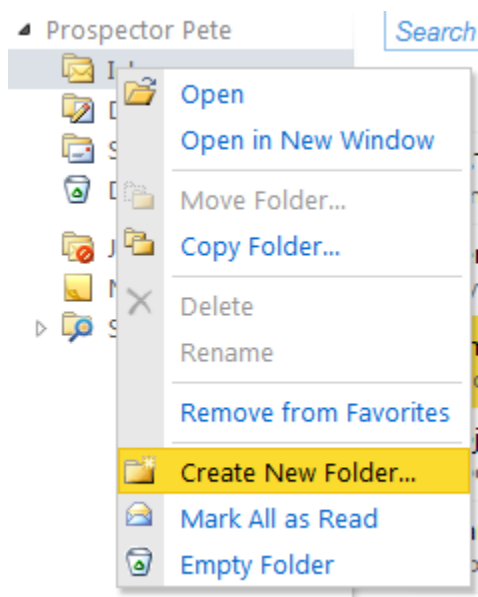 Prospector Pete
Search
Open
Open in New Window
Move Folder...
Copy Folder...
Delete
Rename
Remove from Favorites
Create New Folder...
Mark All as Read
Empty Folder